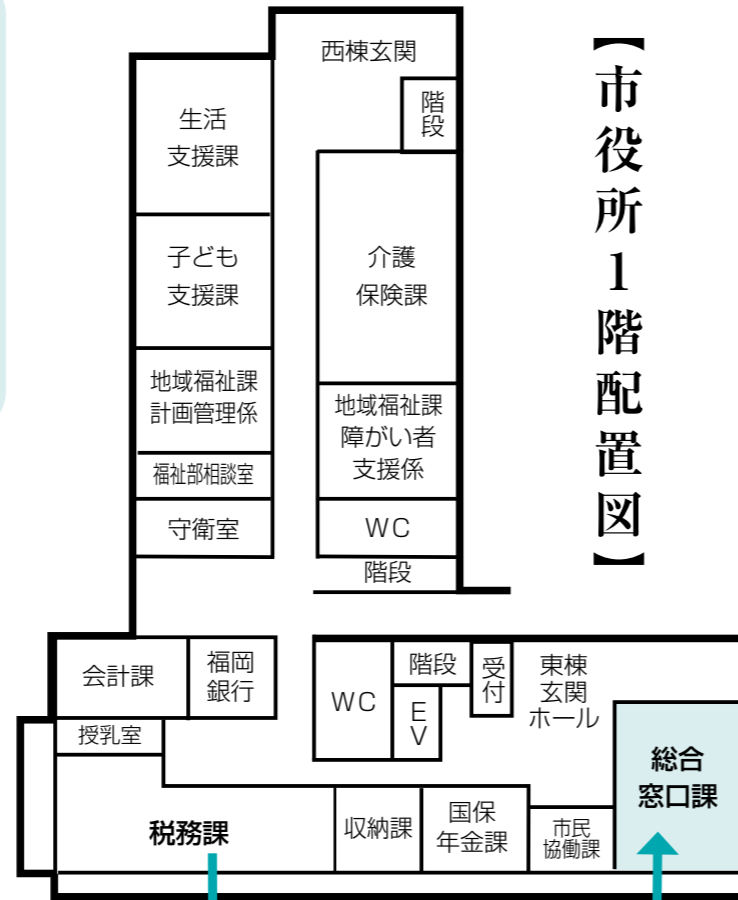 【市役所1階配置図】
西棟玄関
階段
生活
支援課
子ども
支援課
介護
保険課
地域福祉課
計画管理係
地域福祉課
障がい者
支援係
福祉部相談室
守衛室
WC
階段
会計課
福岡
銀行
WC
階段
EV
受付
東棟
玄関
ホール
授乳室
総合
窓口課
税務課
収納課
国保
年金課
市民
協働課